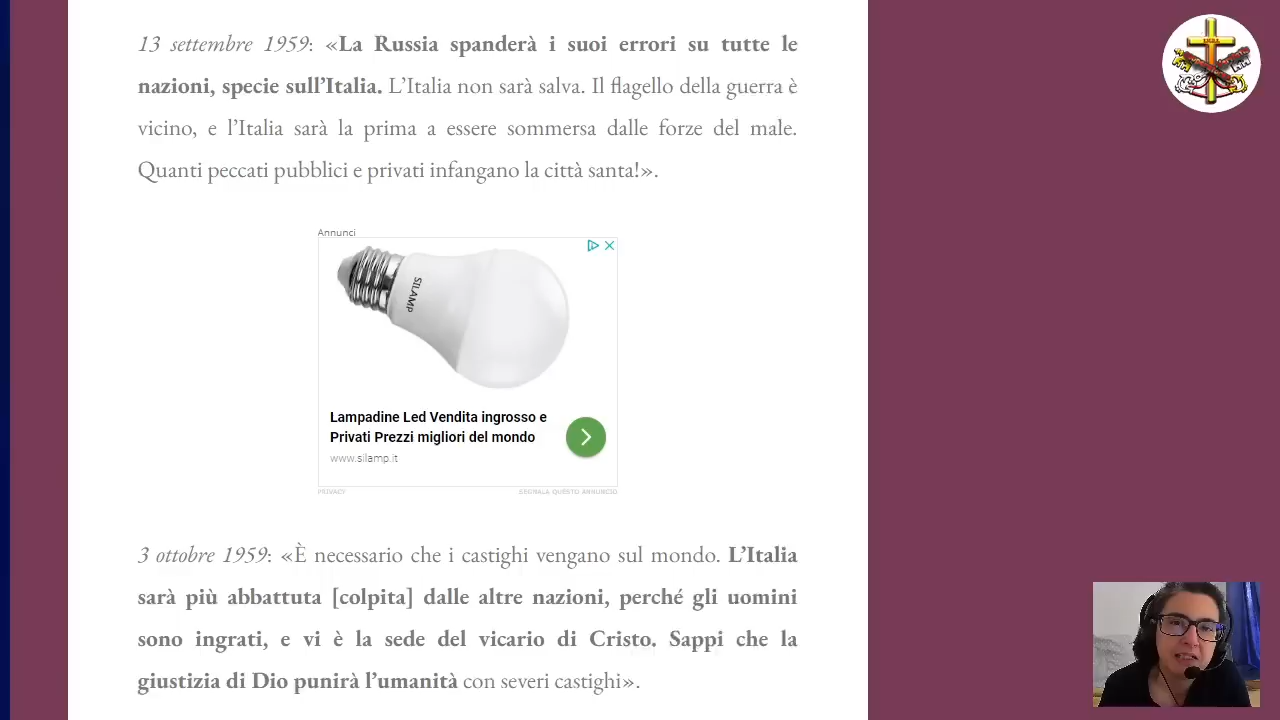 13 settembre 1959: «La Russia spanderà i suoi errori su tutte le
nazioni, specie sull’Italia. L’Italia non sarà salva. Il flagello della guerra è
vicino, e l’Italia sarà la prima a essere sommersa dalle forze del male.
Quanti peccati pubblici e privati infangano la città santa!».
Annunci
SILAMP
Lampadine Led Vendita ingrosso e
Privati Prezzi migliori del mondo
www.silamp.it
PRIVACY
SEGNALA QUESTO ANNUNCIO
3 ottobre 1959: «È necessario che i castighi vengano sul mondo. L’Italia
sarà più abbattuta [colpita] dalle altre nazioni, perché gli uomini
sono ingrati, e vi è la sede del vicario di Cristo. Sappi che la
giustizia di Dio punirà l’umanità con severi castighi».